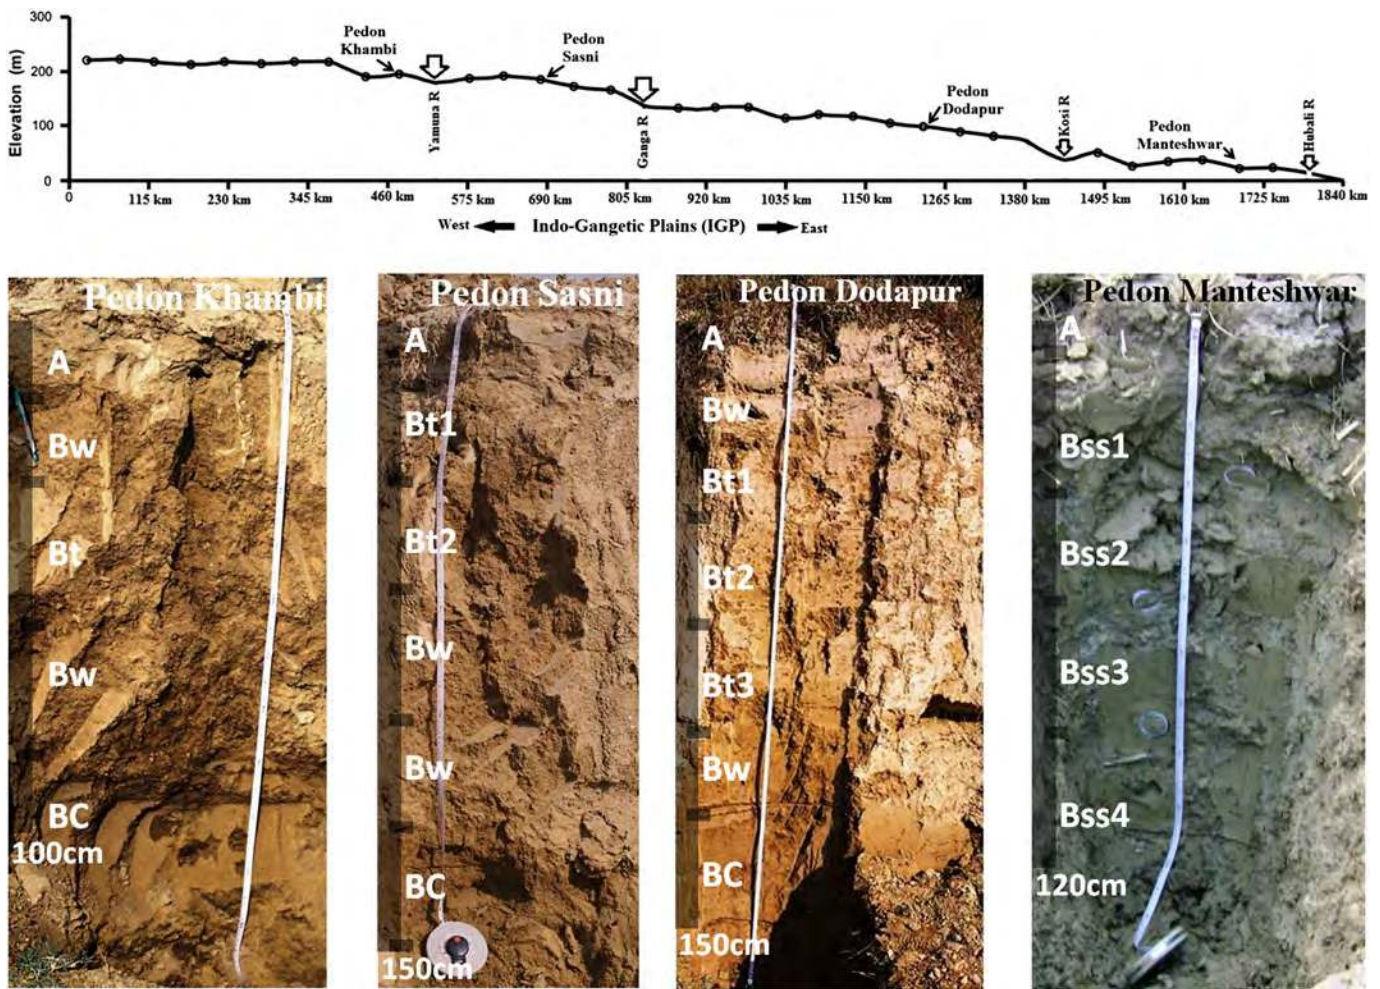 300
200
100
0
Elevation (m)
Pedon
Khambi
Yamuna R
Pedon
Sasni
Ganga R
Pedon
Dodapur
Kosi R
Pedon
Manteshwar
Hubali R
0 115 km 230 km 345 km 460 km 575 km 690 km 805 km 920 km 1035 km 1150 km 1265 km 1380 km 1495 km 1610 km 1725 km 1840 km
West Indo-Gangetic Plains (IGP) East
Pedon Khambi
A
Bw
Bt
Bw
BC
100cm
Pedon Sasni
A
Bt1
Bt2
Bw
Bw
BC
150cm
Pedon Dodapur
A
Bw
Bt1
Bt2
Bt3
Bw
BC
150cm
Pedon Manteshwar
A
Bss1
Bss2
Bss3
Bss4
120cm